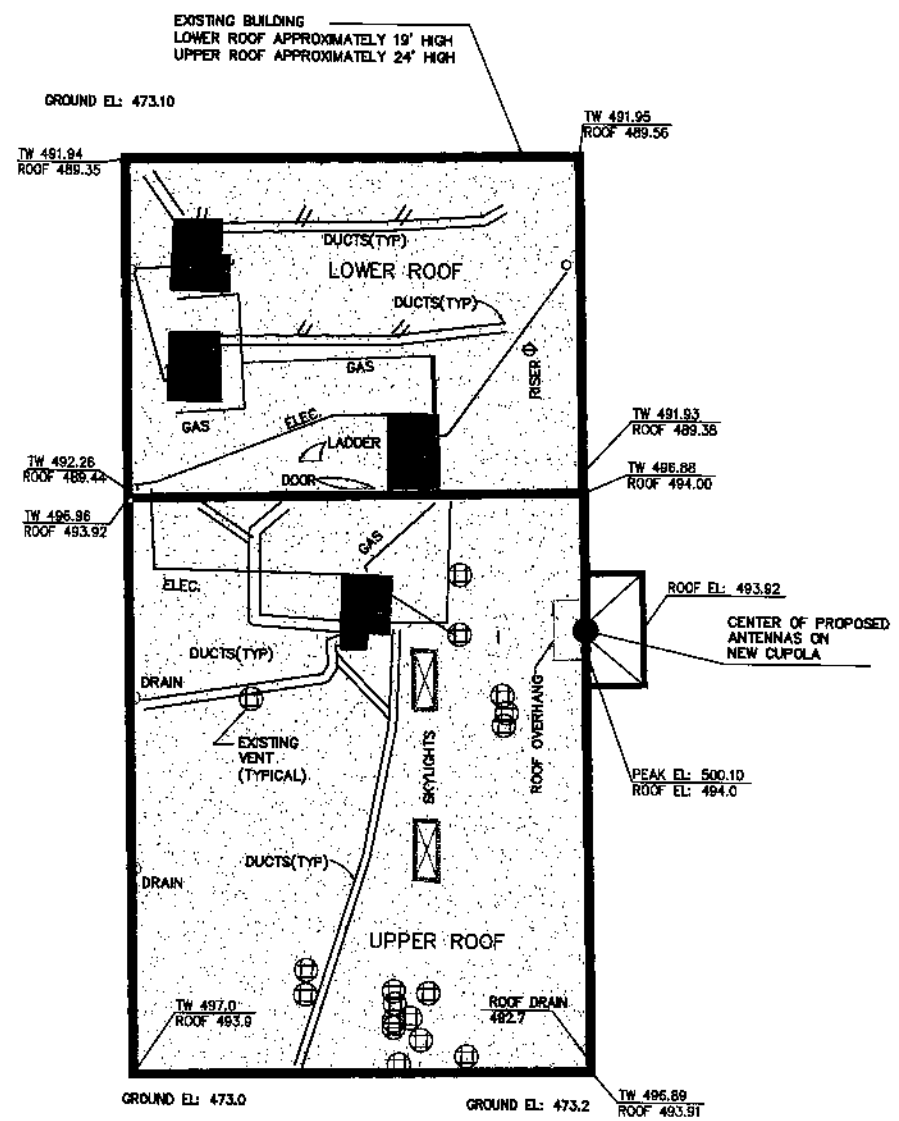 EXISTING BUILDING
LOWER ROOF APPROXIMATELY 19' HIGH
UPPER ROOF APPROXIMATELY 24' HIGH
GROUND EL: 473.10
TW 491.95
ROOF 489.56
TW 491.94
ROOF 489.35
DUCTS(TYP)
LOWER ROOF
DUCTS(TYP)
GAS
RISER
GAS
ELEC.
LADDER
DOOR
TW 491.93
ROOF 489.38
TW 492.26
ROOF 489.44
TW 496.88
ROOF 494.00
TW 496.96
ROOF 493.92
GAS
ELEC.
ROOF EL: 493.92
CENTER OF PROPOSED
ANTENNAS ON
NEW CUPOLA
DUCTS(TYP)
DRAIN
ROOF OVERHANG
EXISTING
VENT
(TYPICAL)
SKYLIGHTS
PEAK EL: 500.10
ROOF EL: 494.0
DUCTS(TYP)
DRAIN
UPPER ROOF
TW 497.0
ROOF 493.9
ROOF DRAIN
492.7
GROUND EL: 473.0
GROUND EL: 473.2
TW 496.89
ROOF 493.91